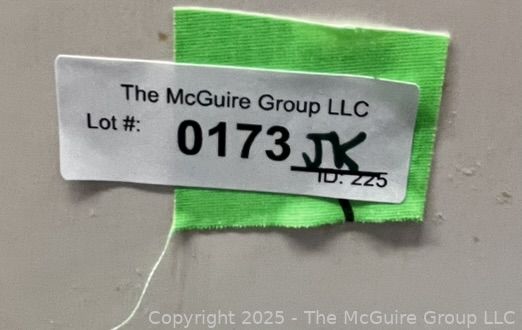 The McGuire Group LLC
Lot #: 0173 JK
ID: 225
Copyright 2025 - The McGuire Group LLC